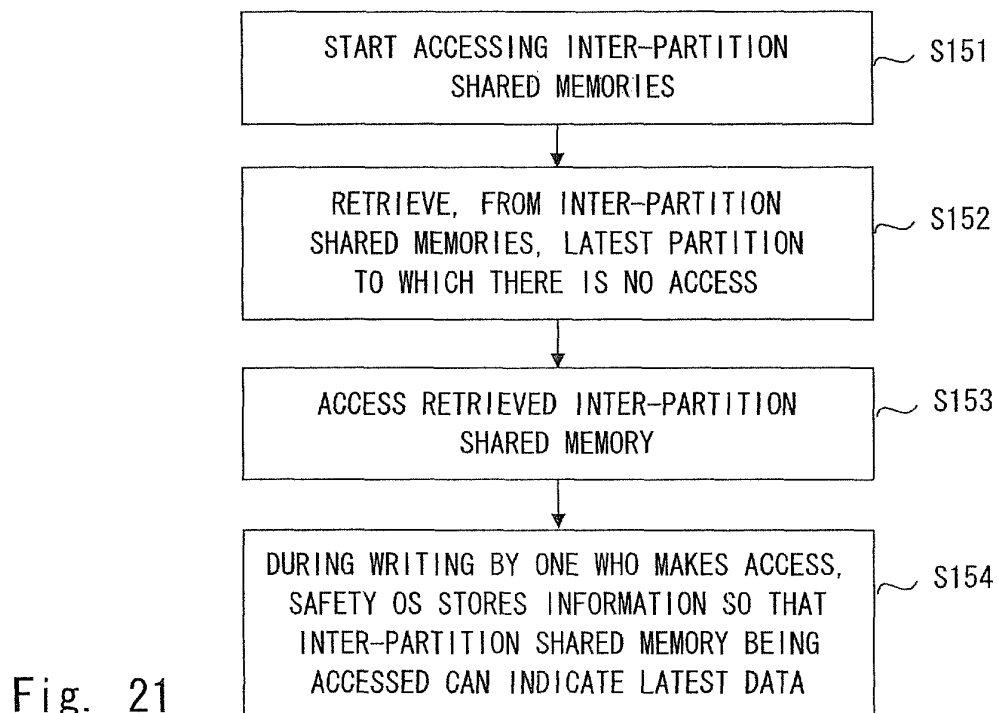 START ACCESSING INTER-PARTITION
SHARED MEMORIES
S151
RETRIEVE, FROM INTER-PARTITION
SHARED MEMORIES, LATEST PARTITION
TO WHICH THERE IS NO ACCESS
S152
ACCESS RETRIEVED INTER-PARTITION
SHARED MEMORY
S153
DURING WRITING BY ONE WHO MAKES ACCESS,
SAFETY OS STORES INFORMATION SO THAT
INTER-PARTITION SHARED MEMORY BEING
ACCESSED CAN INDICATE LATEST DATA
S154
Fig. 21